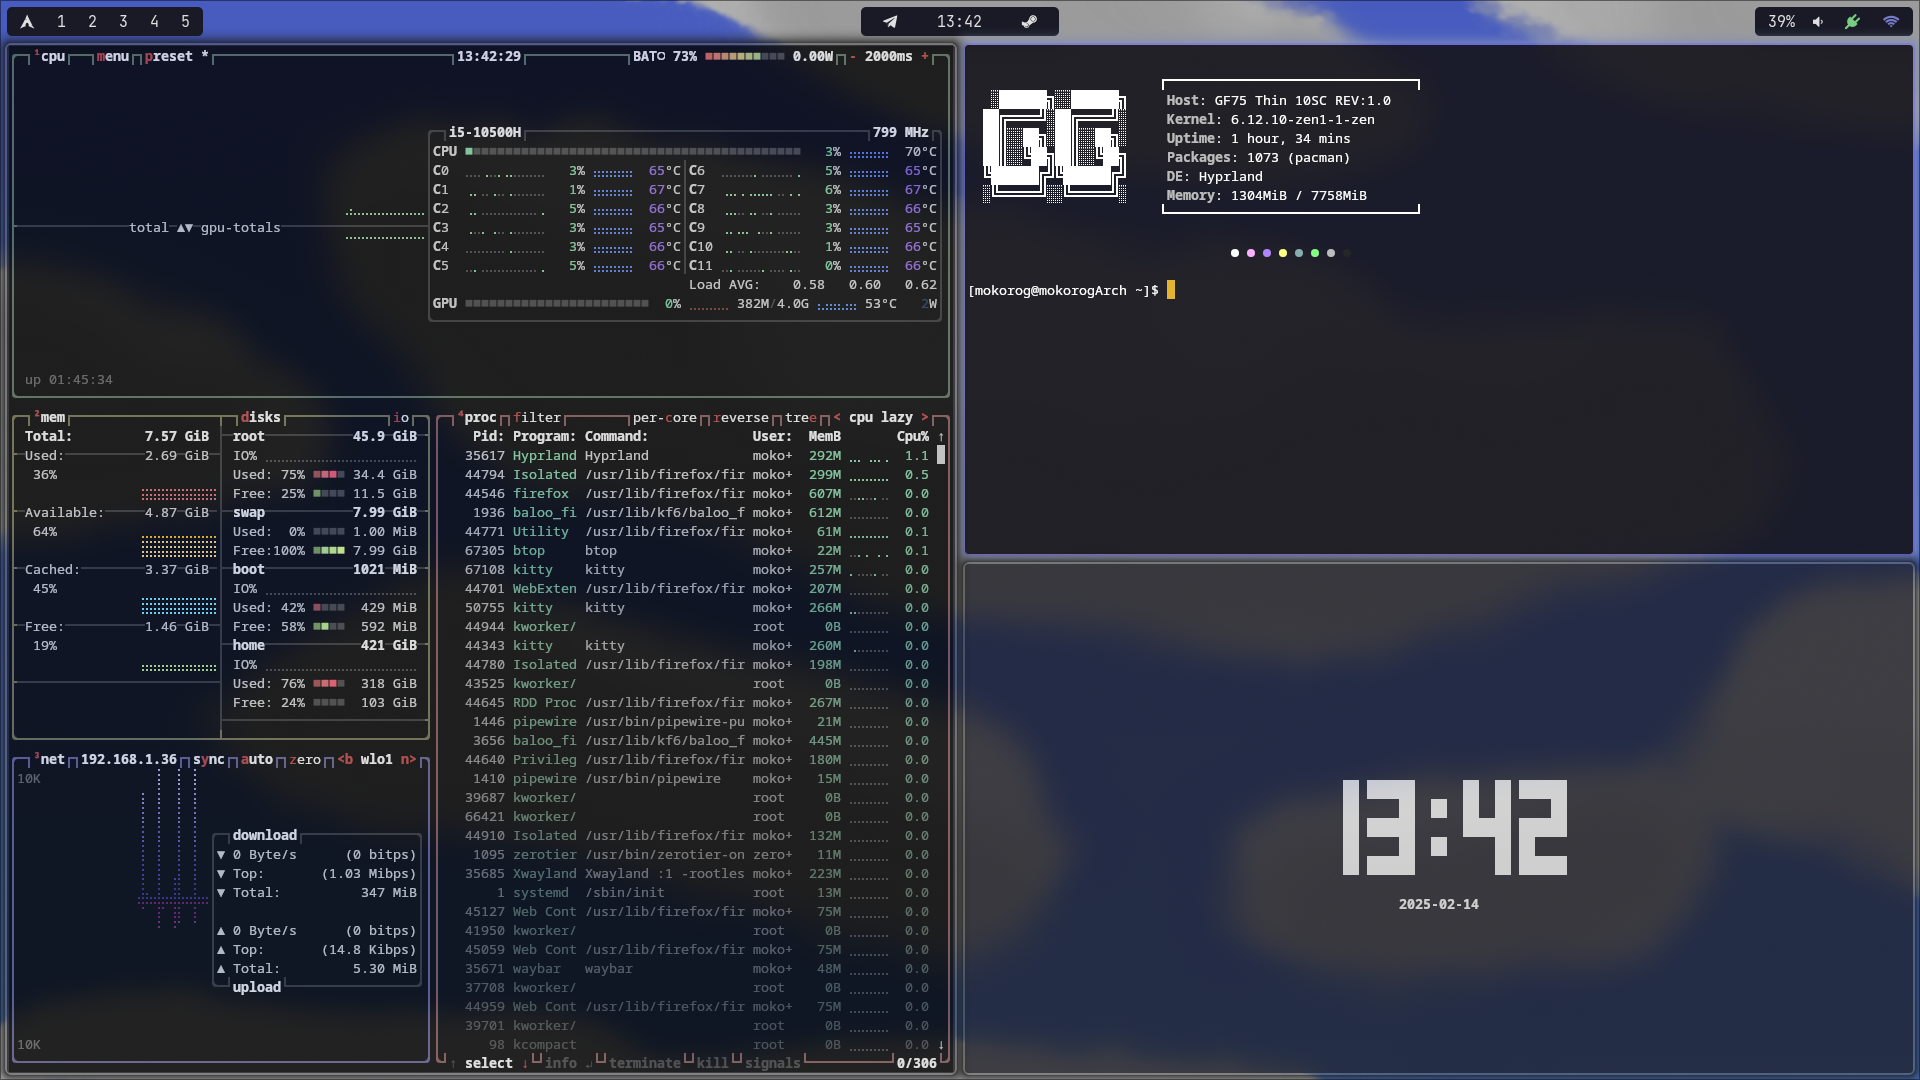 1 2 3 4 5
13:42
39%
¹cpu menu preset * 13:42:29 BAT 73% 0.00W - 2000ms +
i5-10500H 799 MHz
CPU 3% 70°C
C0 3% 65°C C6 5% 65°C
C1 1% 67°C C7 6% 67°C
C2 5% 66°C C8 3% 66°C
C3 3% 65°C C9 3% 65°C
C4 3% 66°C C10 1% 66°C
C5 5% 66°C C11 0% 66°C
Load AVG: 0.58 0.60 0.62
GPU 0% 382M/4.0G 53°C 2W
total ▲▼ gpu-totals
up 01:45:34
²mem
Total: 7.57 GiB
Used: 2.69 GiB
36%
Available: 4.87 GiB
64%
Cached: 3.37 GiB
45%
Free: 1.46 GiB
19%
disks io
root 45.9 GiB
IO%
Used: 75% 34.4 GiB
Free: 25% 11.5 GiB
swap 7.99 GiB
Used: 0% 1.00 MiB
Free:100% 7.99 GiB
boot 1021 MiB
IO%
Used: 42% 429 MiB
Free: 58% 592 MiB
home 421 GiB
IO%
Used: 76% 318 GiB
Free: 24% 103 GiB
³net 192.168.1.36 sync auto zero <b wlo1 n>
10K
download
▼ 0 Byte/s (0 bitps)
▼ Top: (1.03 Mibps)
▼ Total: 347 MiB
▲ 0 Byte/s (0 bitps)
▲ Top: (14.8 Kibps)
▲ Total: 5.30 MiB
upload
10K
⁴proc filter per-core reverse tree < cpu lazy >
Pid: Program: Command: User: MemB Cpu% ↑
35617 Hyprland Hyprland moko+ 292M 1.1
44794 Isolated /usr/lib/firefox/fir moko+ 299M 0.5
44546 firefox /usr/lib/firefox/fir moko+ 607M 0.0
1936 baloo_fi /usr/lib/kf6/baloo_f moko+ 612M 0.0
44771 Utility /usr/lib/firefox/fir moko+ 61M 0.1
67305 btop btop moko+ 22M 0.1
67108 kitty kitty moko+ 257M 0.0
44701 WebExten /usr/lib/firefox/fir moko+ 207M 0.0
50755 kitty kitty moko+ 266M 0.0
44944 kworker/ root 0B 0.0
44343 kitty kitty moko+ 260M 0.0
44780 Isolated /usr/lib/firefox/fir moko+ 198M 0.0
43525 kworker/ root 0B 0.0
44645 RDD Proc /usr/lib/firefox/fir moko+ 267M 0.0
1446 pipewire /usr/bin/pipewire-pu moko+ 21M 0.0
3656 baloo_fi /usr/lib/kf6/baloo_f moko+ 445M 0.0
44640 Privileg /usr/lib/firefox/fir moko+ 180M 0.0
1410 pipewire /usr/bin/pipewire moko+ 15M 0.0
39687 kworker/ root 0B 0.0
66421 kworker/ root 0B 0.0
44910 Isolated /usr/lib/firefox/fir moko+ 132M 0.0
1095 zerotier /usr/bin/zerotier-on zero+ 11M 0.0
35685 Xwayland Xwayland :1 -rootles moko+ 223M 0.0
1 systemd /sbin/init root 13M 0.0
45127 Web Cont /usr/lib/firefox/fir moko+ 75M 0.0
41950 kworker/ root 0B 0.0
45059 Web Cont /usr/lib/firefox/fir moko+ 75M 0.0
35671 waybar waybar moko+ 48M 0.0
37708 kworker/ root 0B 0.0
44959 Web Cont /usr/lib/firefox/fir moko+ 75M 0.0
39701 kworker/ root 0B 0.0
98 kcompact root 0B 0.0 ↓
↑ select ↓ info ↵ terminate kill signals 0/306
Host: GF75 Thin 10SC REV:1.0
Kernel: 6.12.10-zen1-1-zen
Uptime: 1 hour, 34 mins
Packages: 1073 (pacman)
DE: Hyprland
Memory: 1304MiB / 7758MiB
[mokorog@mokorogArch ~]$
13:42
2025-02-14